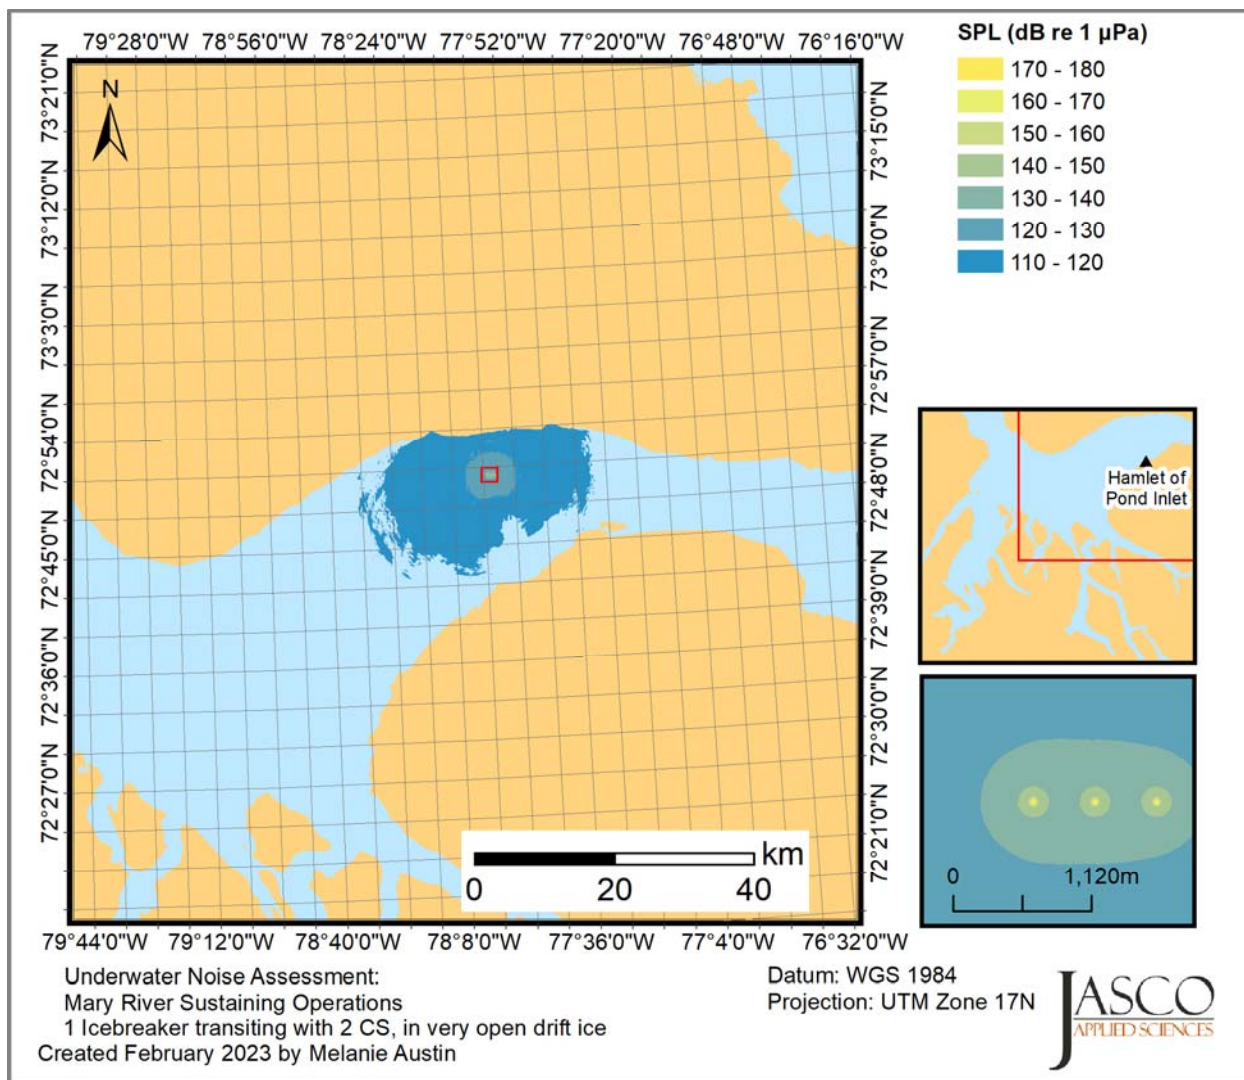 79°28'0"W 78°56'0"W 78°24'0"W 77°52'0"W 77°20'0"W 76°48'0"W 76°16'0"W
SPL (dB re 1 µPa)
170 - 180
160 - 170
150 - 160
140 - 150
130 - 140
120 - 130
110 - 120
N
73°21'0"N
73°12'0"N
73°3'0"N
72°54'0"N
72°45'0"N
72°36'0"N
72°27'0"N
73°15'0"N
73°6'0"N
72°57'0"N
72°48'0"N
72°39'0"N
72°30'0"N
72°21'0"N
Hamlet of
Pond Inlet
km
0 20 40
0 1,120m
79°44'0"W 79°12'0"W 78°40'0"W 78°8'0"W 77°36'0"W 77°4'0"W 76°32'0"W
Underwater Noise Assessment:
Mary River Sustaining Operations
1 Icebreaker transiting with 2 CS, in very open drift ice
Created February 2023 by Melanie Austin
Datum: WGS 1984
Projection: UTM Zone 17N
JASCO
APPLIED SCIENCES